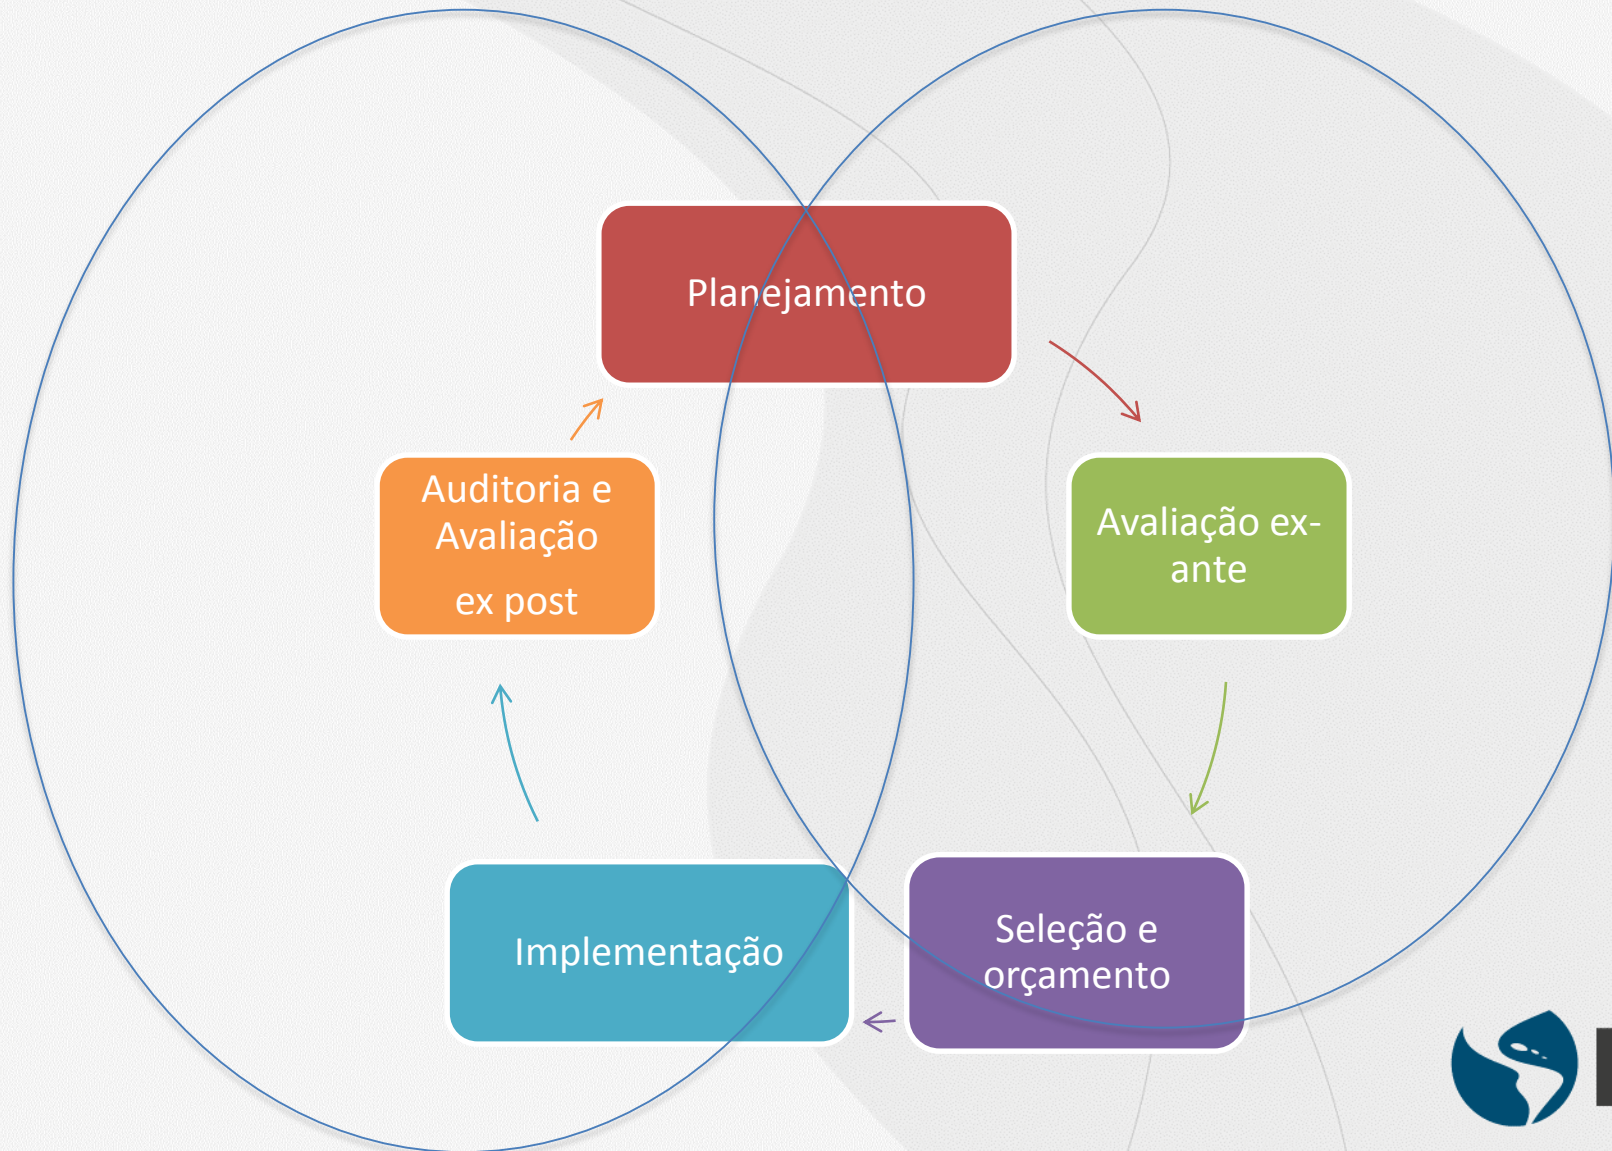 Planejamento
Auditoria e
Avaliação
ex post
Avaliação ex-
ante
Implementação
Seleção e
orçamento